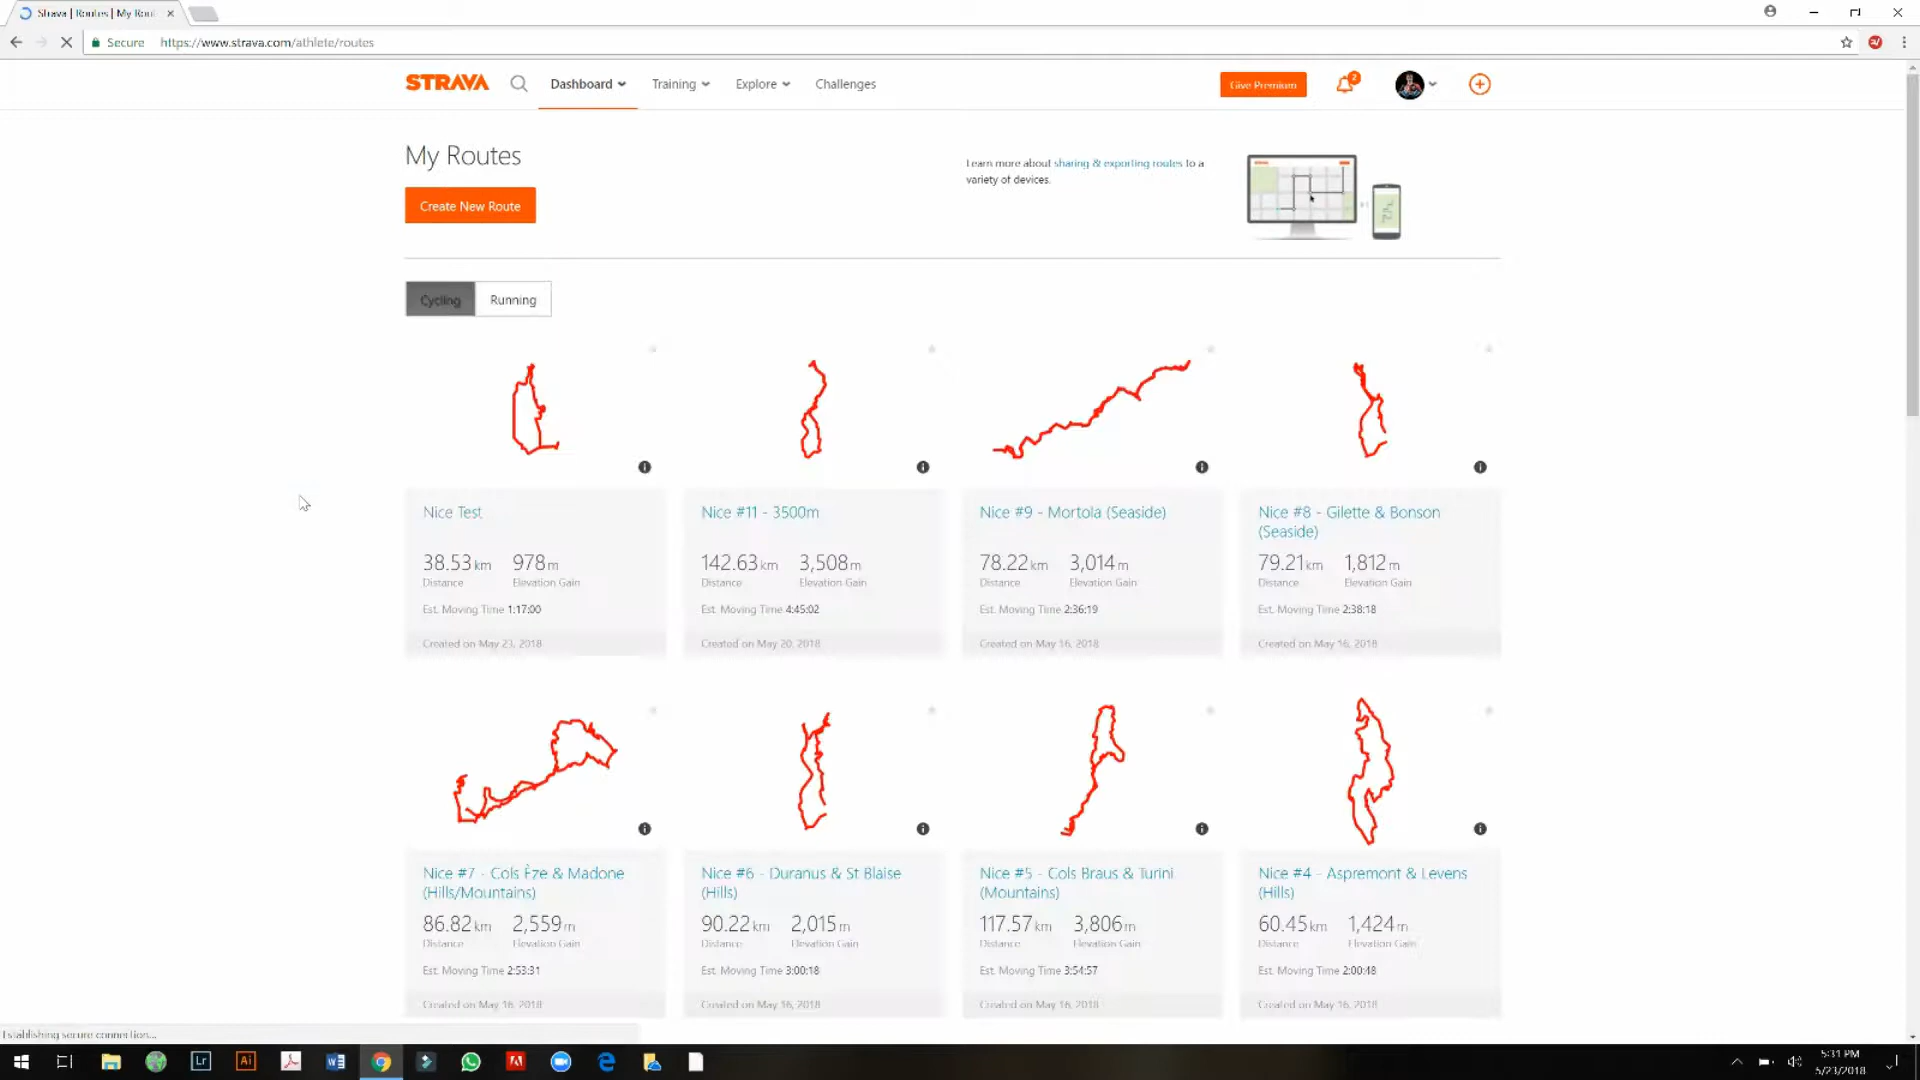 Strava | Routes | My Rout
Secure https://www.strava.com/athlete/routes
STRAVA Dashboard Training Explore Challenges Give Premium 2
My Routes
Learn more about sharing & exporting routes to a
variety of devices.
Create New Route
Cycling Running
Nice Test
38.53 km 978 m
Distance Elevation Gain
Est. Moving Time 1:17:00
Created on May 23, 2018
Nice #11 - 3500m
142.63 km 3,508 m
Distance Elevation Gain
Est. Moving Time 4:45:02
Created on May 20, 2018
Nice #9 - Mortola (Seaside)
78.22 km 3,014 m
Distance Elevation Gain
Est. Moving Time 2:36:19
Created on May 16, 2018
Nice #8 - Gilette & Bonson
(Seaside)
79.21 km 1,812 m
Distance Elevation Gain
Est. Moving Time 2:38:18
Created on May 16, 2018
Nice #7 - Cols Èze & Madone
(Hills/Mountains)
86.82 km 2,559 m
Distance Elevation Gain
Est. Moving Time 2:53:31
Created on May 16, 2018
Nice #6 - Duranus & St Blaise
(Hills)
90.22 km 2,015 m
Distance Elevation Gain
Est. Moving Time 3:00:18
Created on May 16, 2018
Nice #5 - Cols Braus & Turini
(Mountains)
117.57 km 3,806 m
Distance Elevation Gain
Est. Moving Time 3:54:57
Created on May 16, 2018
Nice #4 - Aspremont & Levens
(Hills)
60.45 km 1,424 m
Distance Elevation Gain
Est. Moving Time 2:00:48
Created on May 16, 2018
Establishing secure connection...
Lr Ai
5:31 PM
5/23/2018